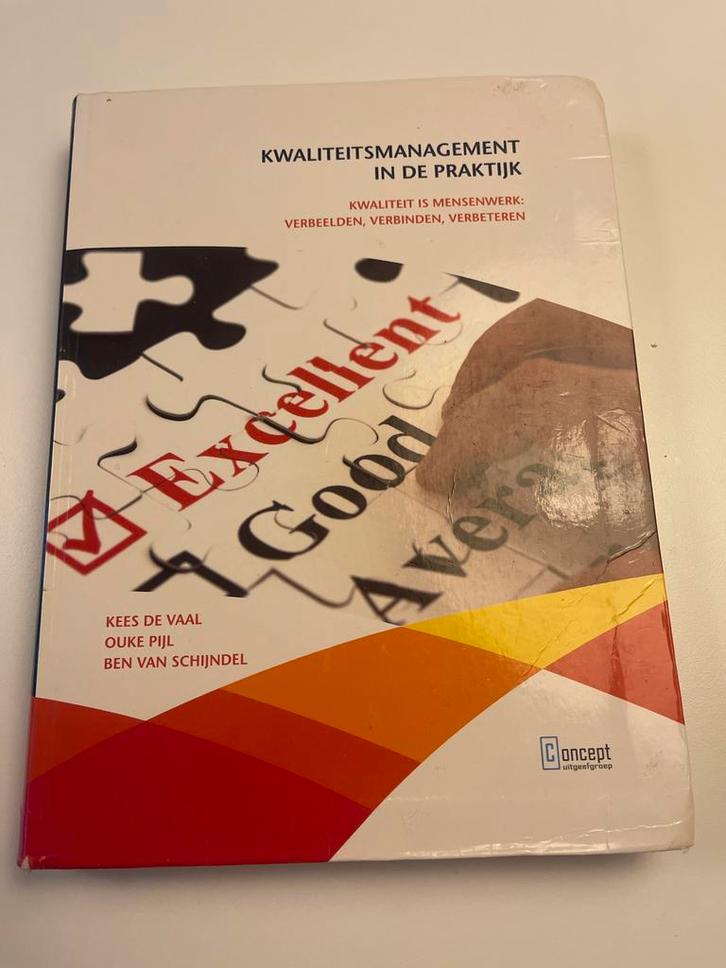 KWALITEITSMANAGEMENT
IN DE PRAKTIJK
KWALITEIT IS MENSENWERK:
VERBEELDEN, VERBINDEN, VERBETEREN
Excellent
Good
Avera
KEES DE VAAL
OUKE PIJL
BEN VAN SCHIJNDEL
Concept
uitgeefgroep